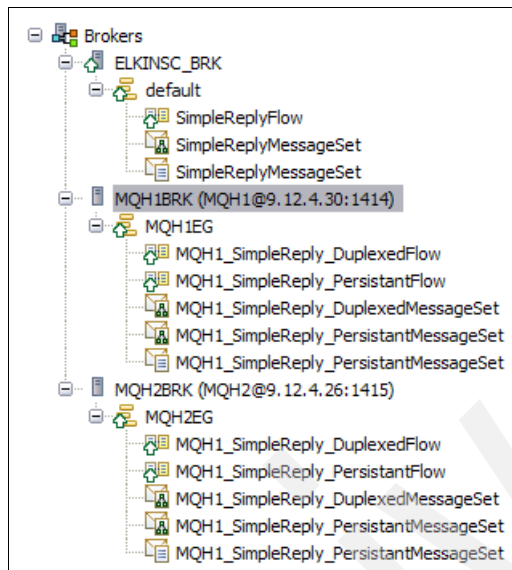 Brokers
ELKINSC_BRK
default
SimpleReplyFlow
SimpleReplyMessageSet
SimpleReplyMessageSet
MQH1BRK (MQH1@9.12.4.30:1414)
MQH1EG
MQH1_SimpleReply_DuplexedFlow
MQH1_SimpleReply_PersistantFlow
MQH1_SimpleReply_DuplexedMessageSet
MQH1_SimpleReply_PersistantMessageSet
MQH1_SimpleReply_PersistantMessageSet
MQH2BRK (MQH2@9.12.4.26:1415)
MQH2EG
MQH1_SimpleReply_DuplexedFlow
MQH1_SimpleReply_PersistantFlow
MQH1_SimpleReply_DuplexedMessageSet
MQH1_SimpleReply_PersistantMessageSet
MQH1_SimpleReply_PersistantMessageSet